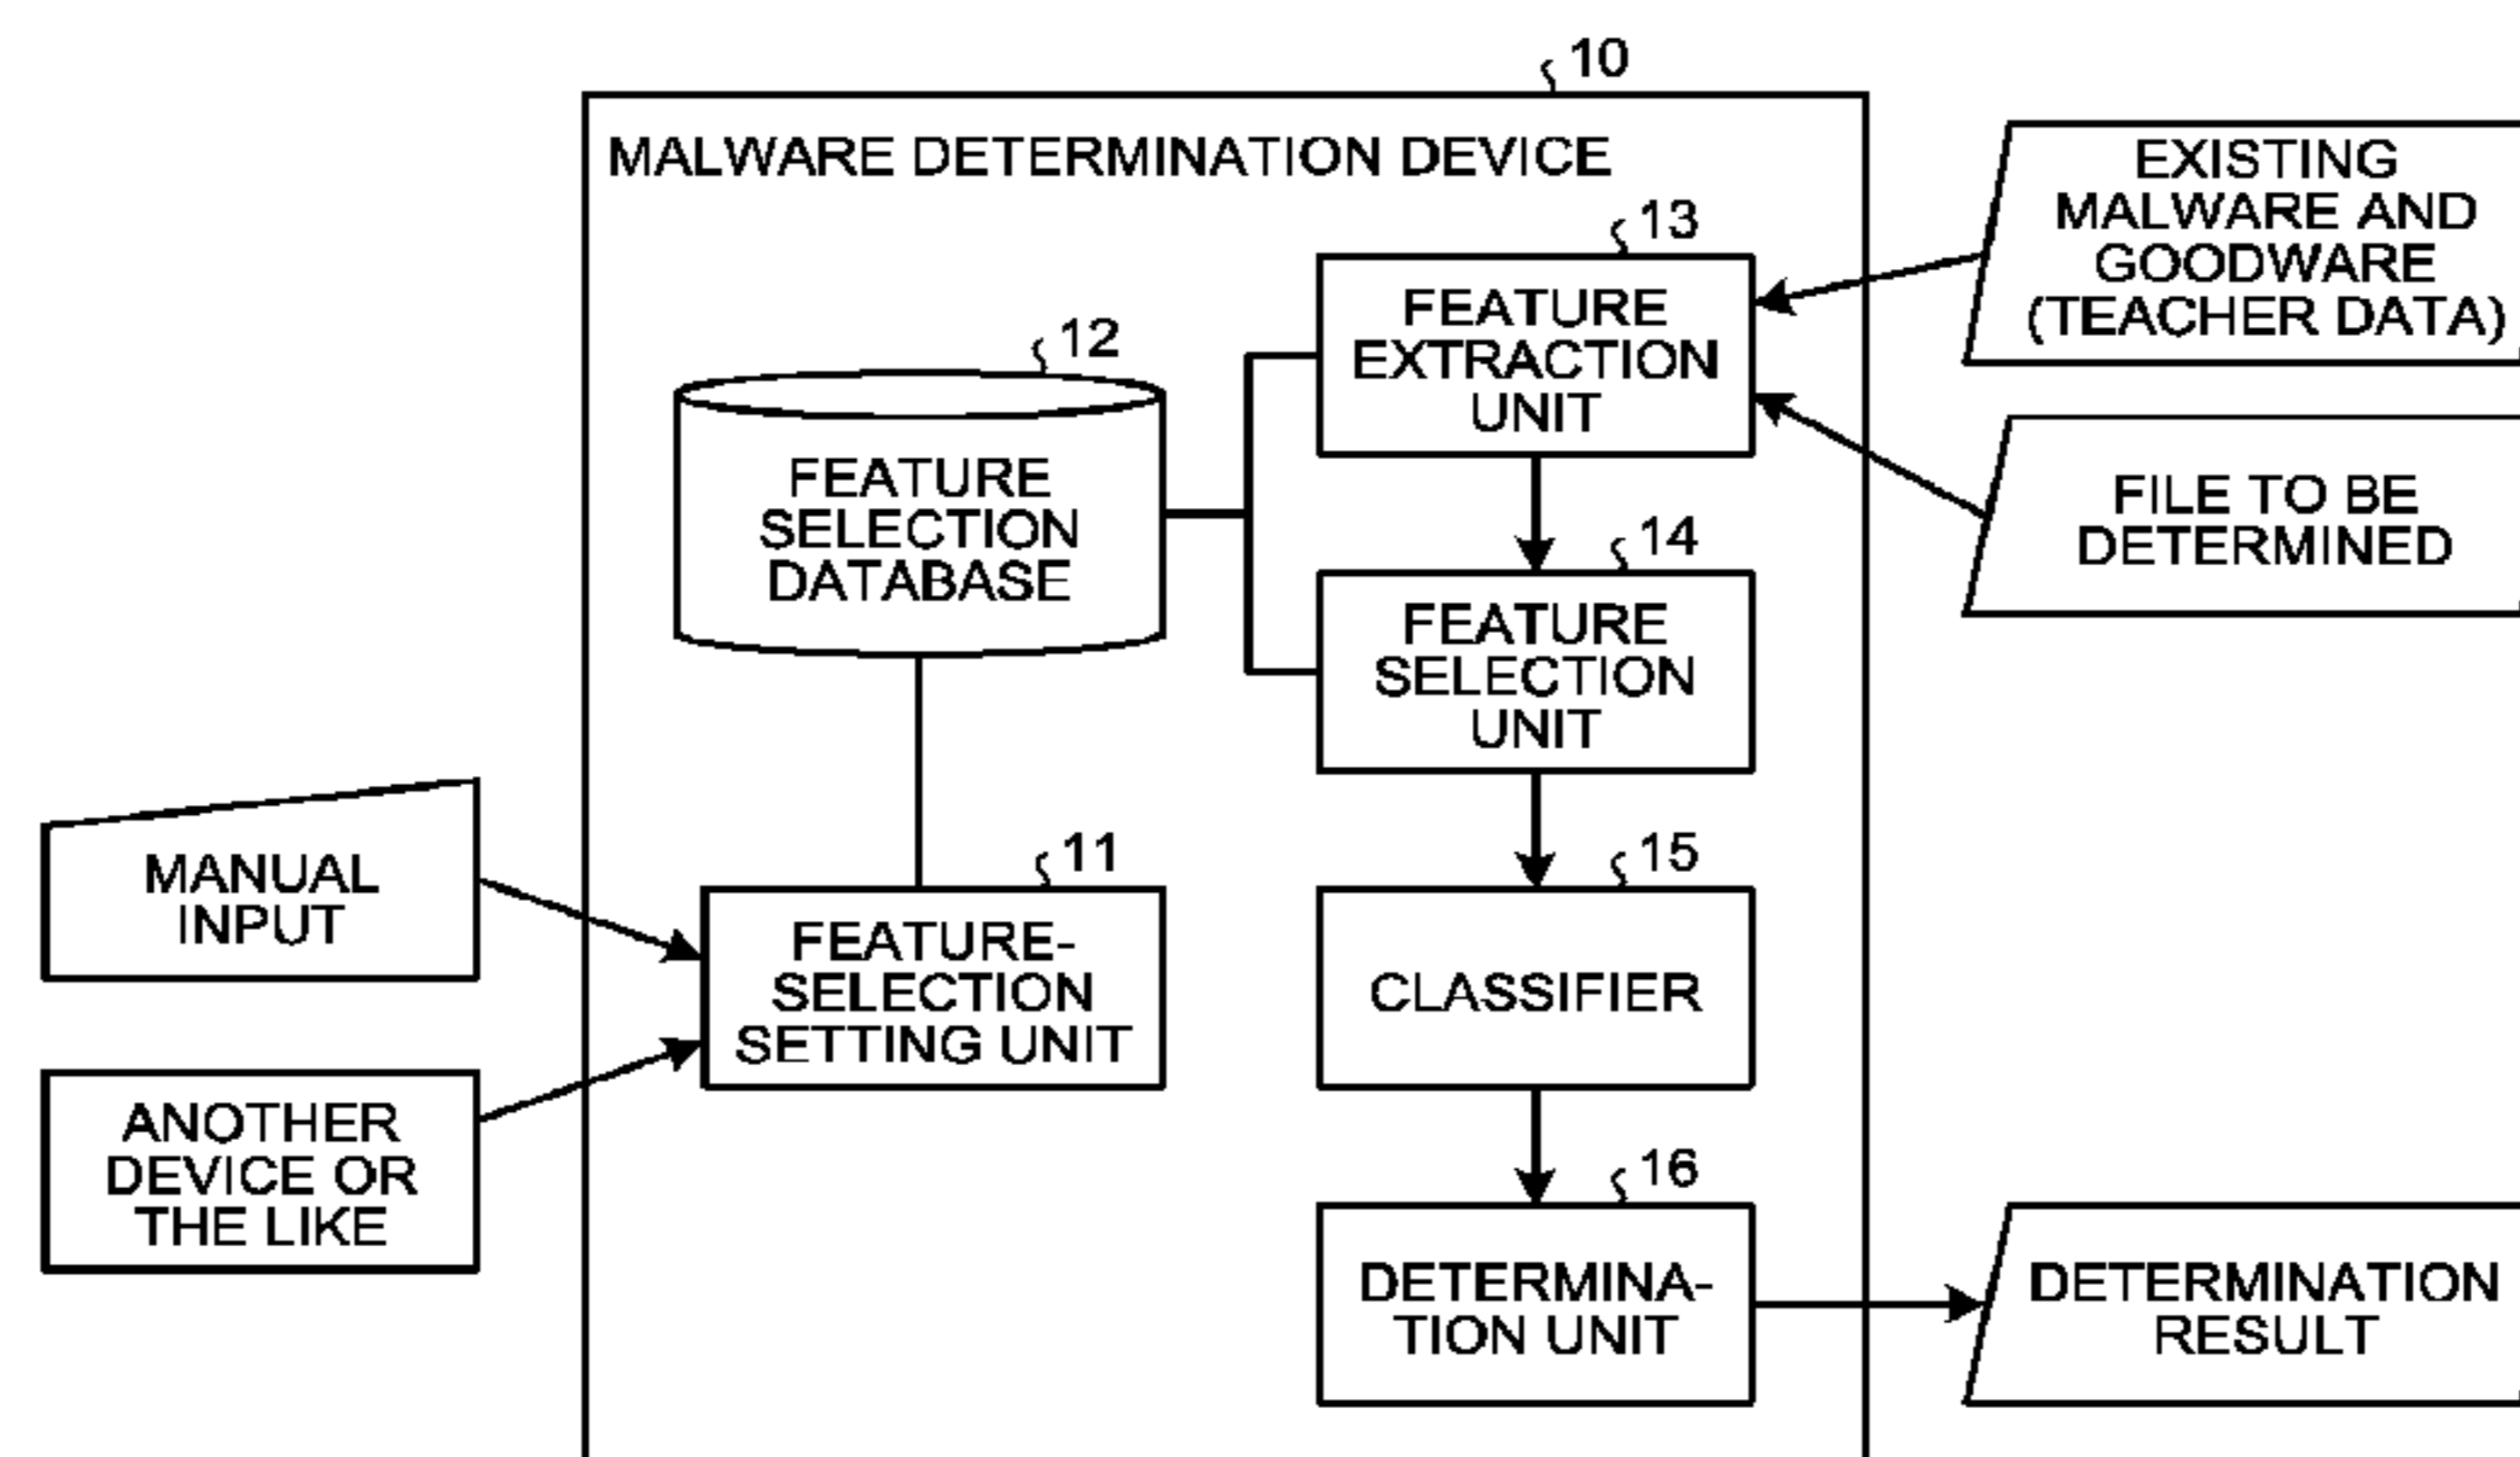 10
MALWARE DETERMINATION DEVICE
EXISTING
MALWARE AND
GOODWARE
(TEACHER DATA)
13
FEATURE
EXTRACTION
UNIT
12
FEATURE
SELECTION
DATABASE
FILE TO BE
DETERMINED
14
FEATURE
SELECTION
UNIT
MANUAL
INPUT
11
FEATURE-
SELECTION
SETTING UNIT
15
CLASSIFIER
ANOTHER
DEVICE OR
THE LIKE
16
DETERMINA-
TION UNIT
DETERMINATION
RESULT